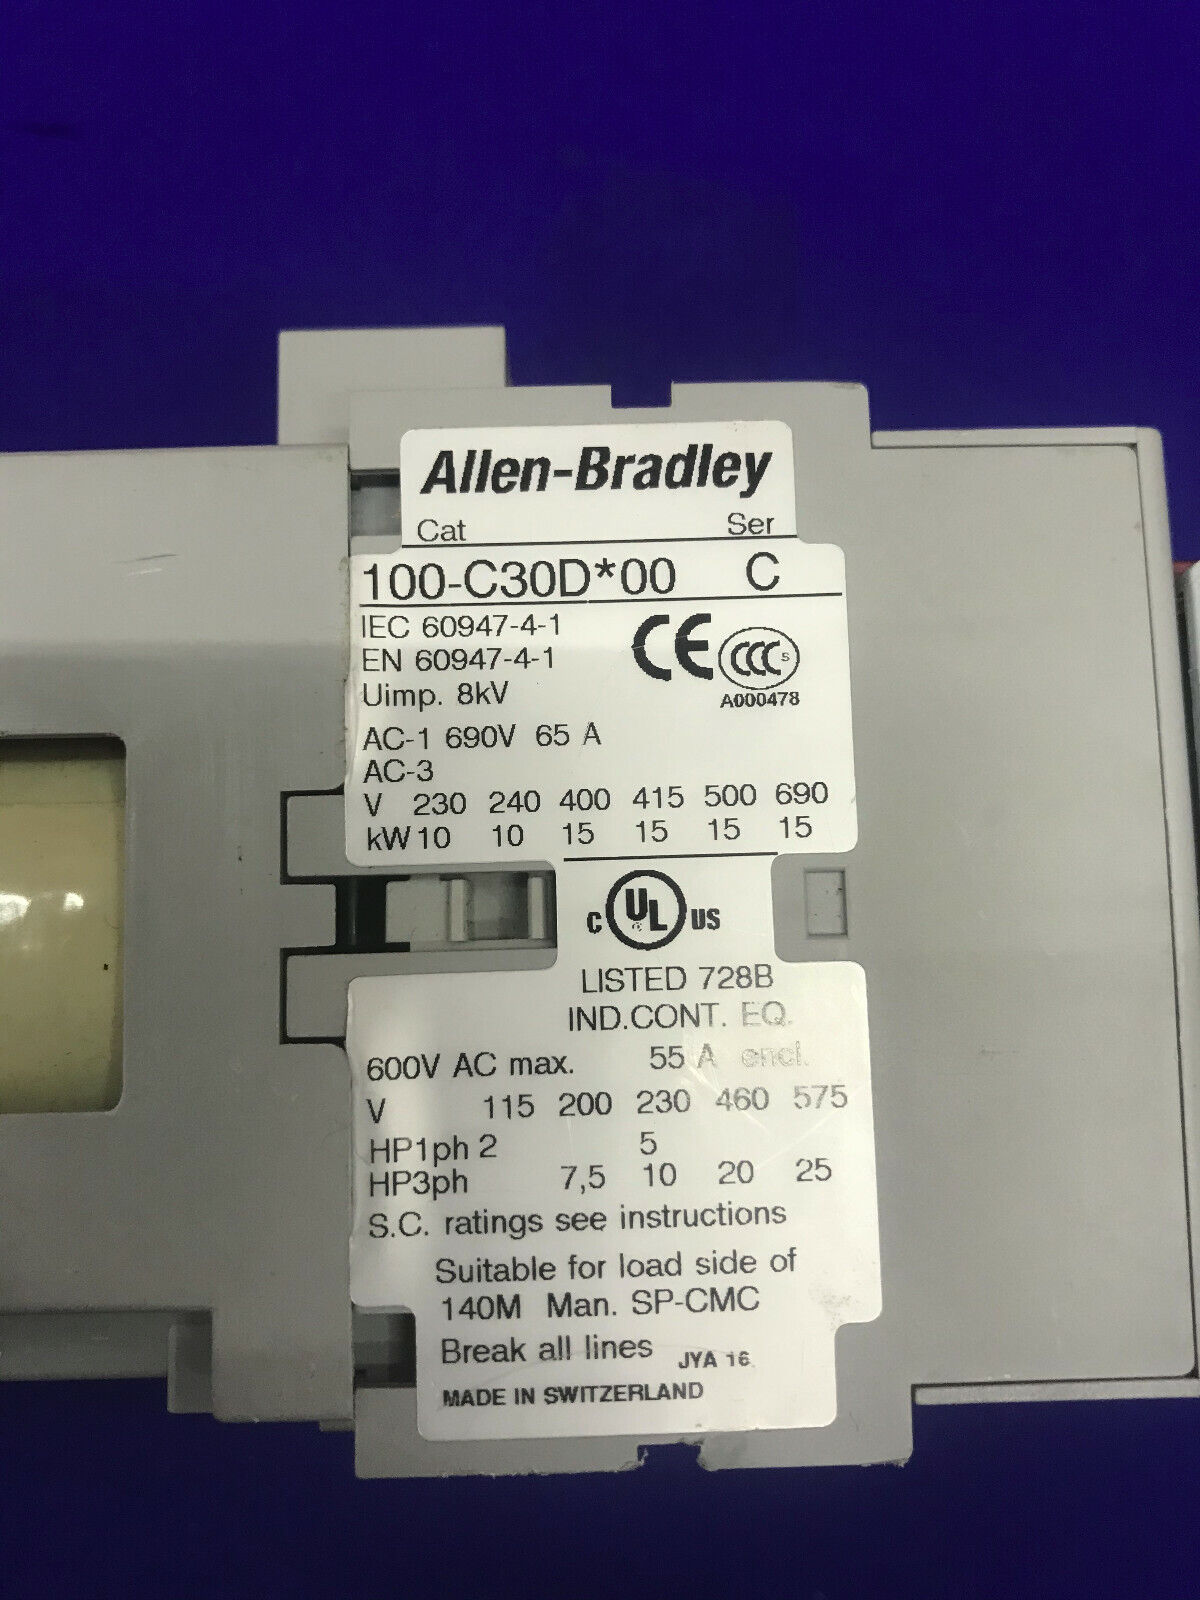 Allen-Bradley
Cat Ser
100-C30D*00 C
IEC 60947-4-1
EN 60947-4-1
Uimp. 8kV
CE CCC S
A000478
AC-1 690V 65 A
AC-3
V 230 240 400 415 500 690
kW 10 10 15 15 15 15
C UL US
LISTED 728B
IND.CONT. EQ.
600V AC max. 55 A encl.
V 115 200 230 460 575
HP1ph 2 5
HP3ph 7,5 10 20 25
S.C. ratings see instructions
Suitable for load side of
140M Man. SP-CMC
Break all lines JYA 16
MADE IN SWITZERLAND